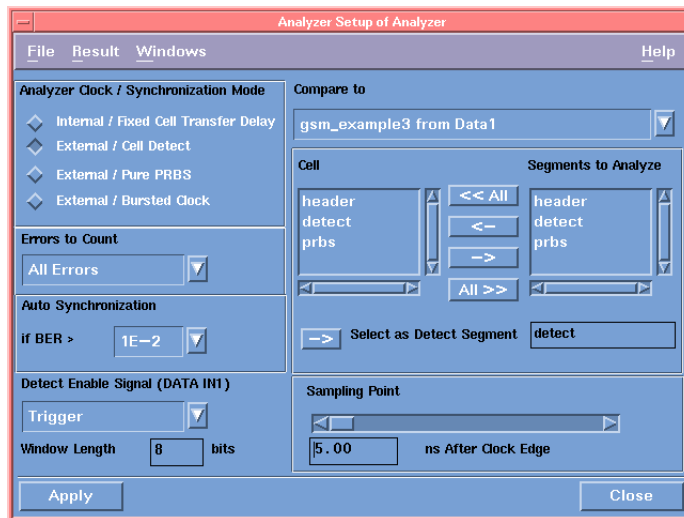 Analyzer Setup of Analyzer
File Result Windows Help
Analyzer Clock / Synchronization Mode
Internal / Fixed Cell Transfer Delay
External / Cell Detect
External / Pure PRBS
External / Bursted Clock
Errors to Count
All Errors
Auto Synchronization
if BER > 1E-2
Detect Enable Signal (DATA IN1)
Trigger
Window Length 8 bits
Compare to
gsm_example3 from Data1
Cell
header
detect
prbs
<< All
<-
->
All >>
Segments to Analyze
header
detect
prbs
-> Select as Detect Segment detect
Sampling Point
5.00 ns After Clock Edge
Apply Close